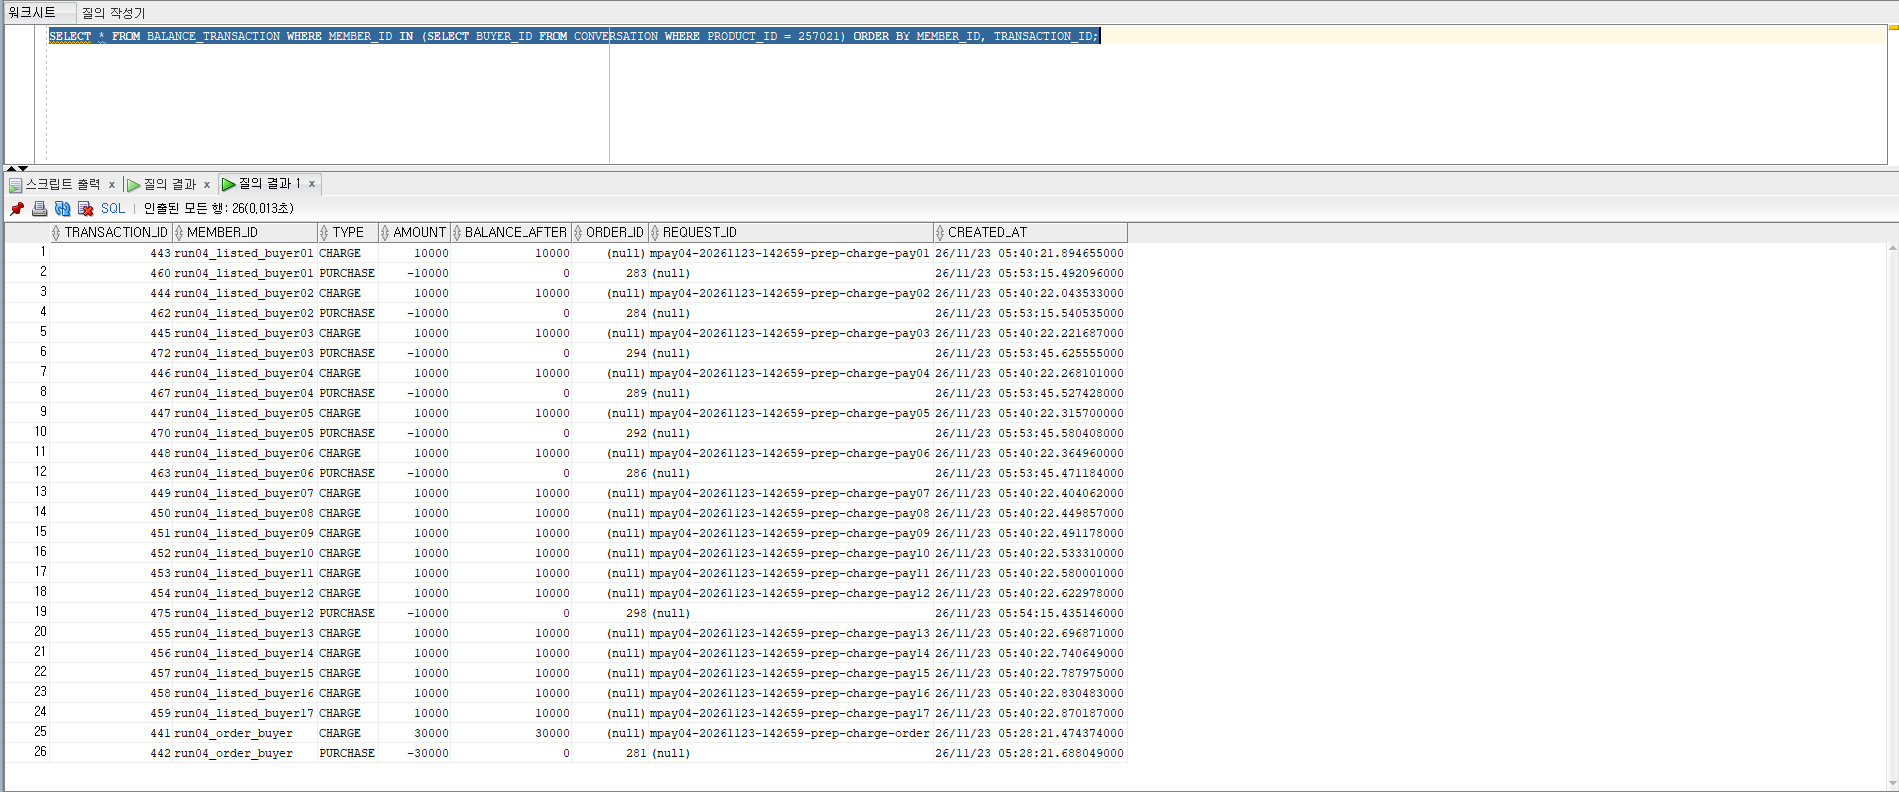 워크시트 질의 작성기
SELECT * FROM BALANCE_TRANSACTION WHERE MEMBER_ID IN (SELECT BUYER_ID FROM CONVERSATION WHERE PRODUCT_ID = 257021) ORDER BY MEMBER_ID, TRANSACTION_ID;
스크립트 출력 x 질의 결과 x 질의 결과 1 x
SQL | 인출된 모든 행: 26(0,013초)
TRANSACTION_ID MEMBER_ID TYPE AMOUNT BALANCE_AFTER ORDER_ID REQUEST_ID CREATED_AT
1 443 run04_listed_buyer01 CHARGE 10000 10000 (null) mpay04-20261123-142659-prep-charge-pay01 26/11/23 05:40:21.894655000
2 460 run04_listed_buyer01 PURCHASE -10000 0 283 (null) 26/11/23 05:53:15.492096000
3 444 run04_listed_buyer02 CHARGE 10000 10000 (null) mpay04-20261123-142659-prep-charge-pay02 26/11/23 05:40:22.043533000
4 462 run04_listed_buyer02 PURCHASE -10000 0 284 (null) 26/11/23 05:53:15.540535000
5 445 run04_listed_buyer03 CHARGE 10000 10000 (null) mpay04-20261123-142659-prep-charge-pay03 26/11/23 05:40:22.221687000
6 472 run04_listed_buyer03 PURCHASE -10000 0 294 (null) 26/11/23 05:53:45.625555000
7 446 run04_listed_buyer04 CHARGE 10000 10000 (null) mpay04-20261123-142659-prep-charge-pay04 26/11/23 05:40:22.268101000
8 467 run04_listed_buyer04 PURCHASE -10000 0 289 (null) 26/11/23 05:53:45.527428000
9 447 run04_listed_buyer05 CHARGE 10000 10000 (null) mpay04-20261123-142659-prep-charge-pay05 26/11/23 05:40:22.315700000
10 470 run04_listed_buyer05 PURCHASE -10000 0 292 (null) 26/11/23 05:53:45.580408000
11 448 run04_listed_buyer06 CHARGE 10000 10000 (null) mpay04-20261123-142659-prep-charge-pay06 26/11/23 05:40:22.364960000
12 463 run04_listed_buyer06 PURCHASE -10000 0 286 (null) 26/11/23 05:53:45.471184000
13 449 run04_listed_buyer07 CHARGE 10000 10000 (null) mpay04-20261123-142659-prep-charge-pay07 26/11/23 05:40:22.404062000
14 450 run04_listed_buyer08 CHARGE 10000 10000 (null) mpay04-20261123-142659-prep-charge-pay08 26/11/23 05:40:22.449857000
15 451 run04_listed_buyer09 CHARGE 10000 10000 (null) mpay04-20261123-142659-prep-charge-pay09 26/11/23 05:40:22.491178000
16 452 run04_listed_buyer10 CHARGE 10000 10000 (null) mpay04-20261123-142659-prep-charge-pay10 26/11/23 05:40:22.533310000
17 453 run04_listed_buyer11 CHARGE 10000 10000 (null) mpay04-20261123-142659-prep-charge-pay11 26/11/23 05:40:22.580001000
18 454 run04_listed_buyer12 CHARGE 10000 10000 (null) mpay04-20261123-142659-prep-charge-pay12 26/11/23 05:40:22.622978000
19 475 run04_listed_buyer12 PURCHASE -10000 0 298 (null) 26/11/23 05:54:15.435146000
20 455 run04_listed_buyer13 CHARGE 10000 10000 (null) mpay04-20261123-142659-prep-charge-pay13 26/11/23 05:40:22.696871000
21 456 run04_listed_buyer14 CHARGE 10000 10000 (null) mpay04-20261123-142659-prep-charge-pay14 26/11/23 05:40:22.740649000
22 457 run04_listed_buyer15 CHARGE 10000 10000 (null) mpay04-20261123-142659-prep-charge-pay15 26/11/23 05:40:22.787975000
23 458 run04_listed_buyer16 CHARGE 10000 10000 (null) mpay04-20261123-142659-prep-charge-pay16 26/11/23 05:40:22.830483000
24 459 run04_listed_buyer17 CHARGE 10000 10000 (null) mpay04-20261123-142659-prep-charge-pay17 26/11/23 05:40:22.870187000
25 441 run04_order_buyer CHARGE 30000 30000 (null) mpay04-20261123-142659-prep-charge-order 26/11/23 05:28:21.474374000
26 442 run04_order_buyer PURCHASE -30000 0 281 (null) 26/11/23 05:28:21.688049000